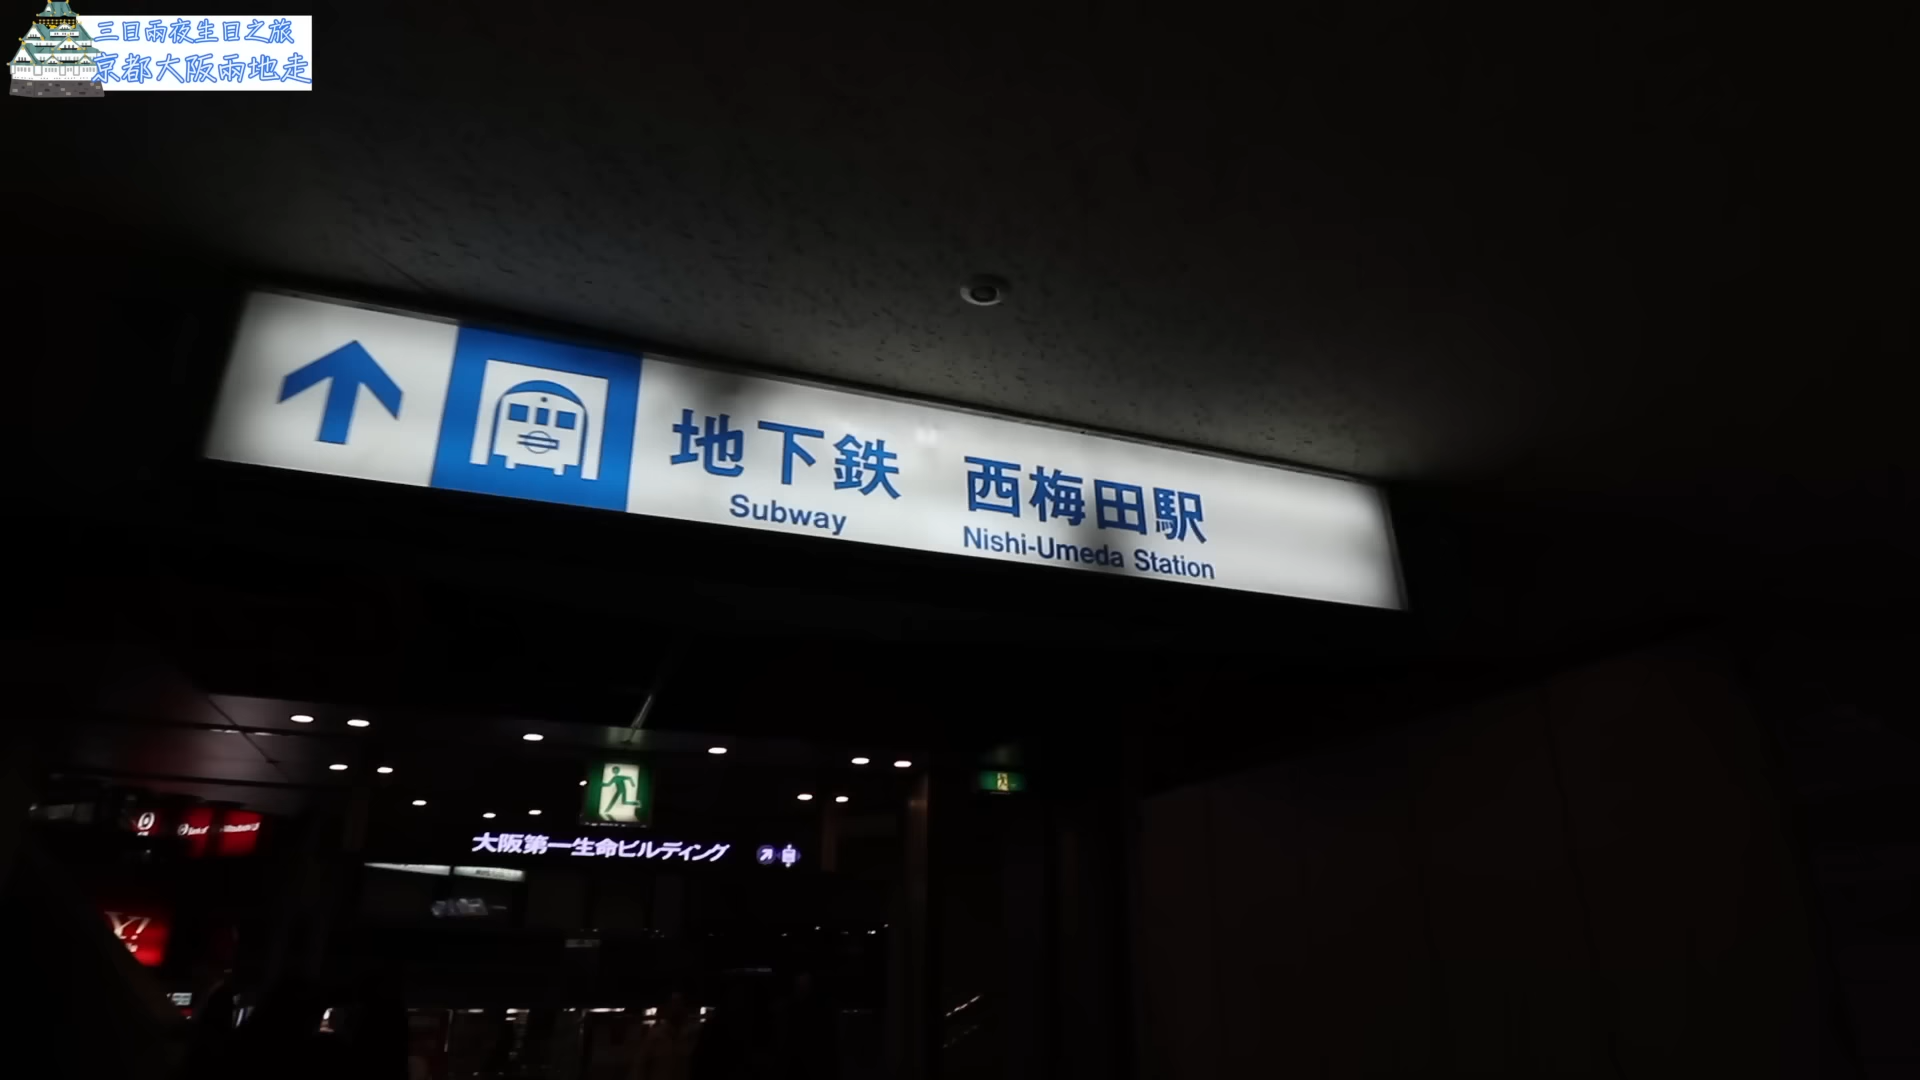 三日兩夜生日之旅
京都大阪兩地走
地下鉄 西梅田駅
Subway Nishi-Umeda Station
大阪第一生命ビルディング